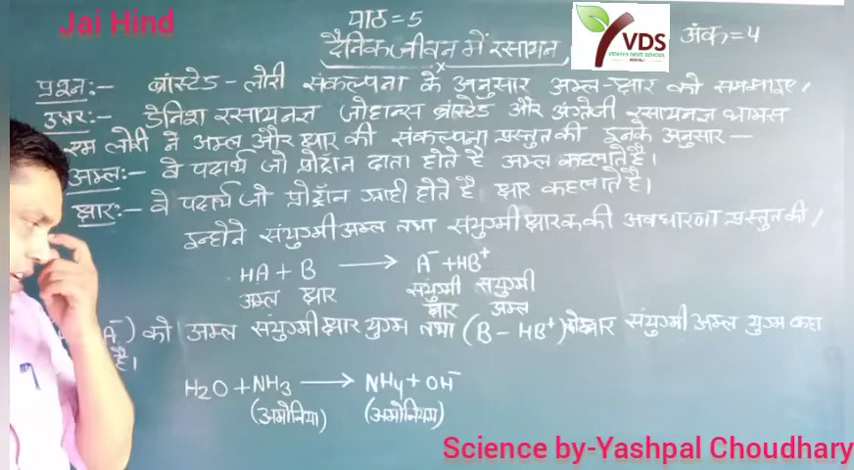 Jai Hind
पाठ = 5
दैनिक जीवन में रसायन
VDS
अंक = 4
प्रश्न:- ब्रांस्टेड - लोरी संकल्पना के अनुसार अम्ल-क्षार को समझाइए।
उत्तर:- डेनिश रसायनज्ञ जोहान्स ब्रांस्टेड और अंग्रेजी रसायनज्ञ थामस
एम लोरी ने अम्ल और क्षार की संकल्पना प्रस्तुत की इनके अनुसार -
अम्ल:- वे पदार्थ जो प्रोट्रॉन दाता होते है अम्ल कहलाते है।
क्षार:- वे पदार्थ जो प्रोट्रॉन ग्राही होते है क्षार कहलाते है।
इन्होने संयुग्मी अम्ल तथा संयुग्मी क्षारक की अवधारणा प्रस्तुत की।
HA + B → A⁻ + HB⁺
अम्ल क्षार संयुग्मी सयुग्मी
क्षार अम्ल
A⁻) को अम्ल संयुग्मी क्षार युग्म तथा (B - HB⁺) क्षार संयुग्मी अम्ल युग्म कहा
है।
H2O + NH3 → NH4 + OH⁻
(अमोनिया) (अमोनियम)
Science by-Yashpal Choudhary